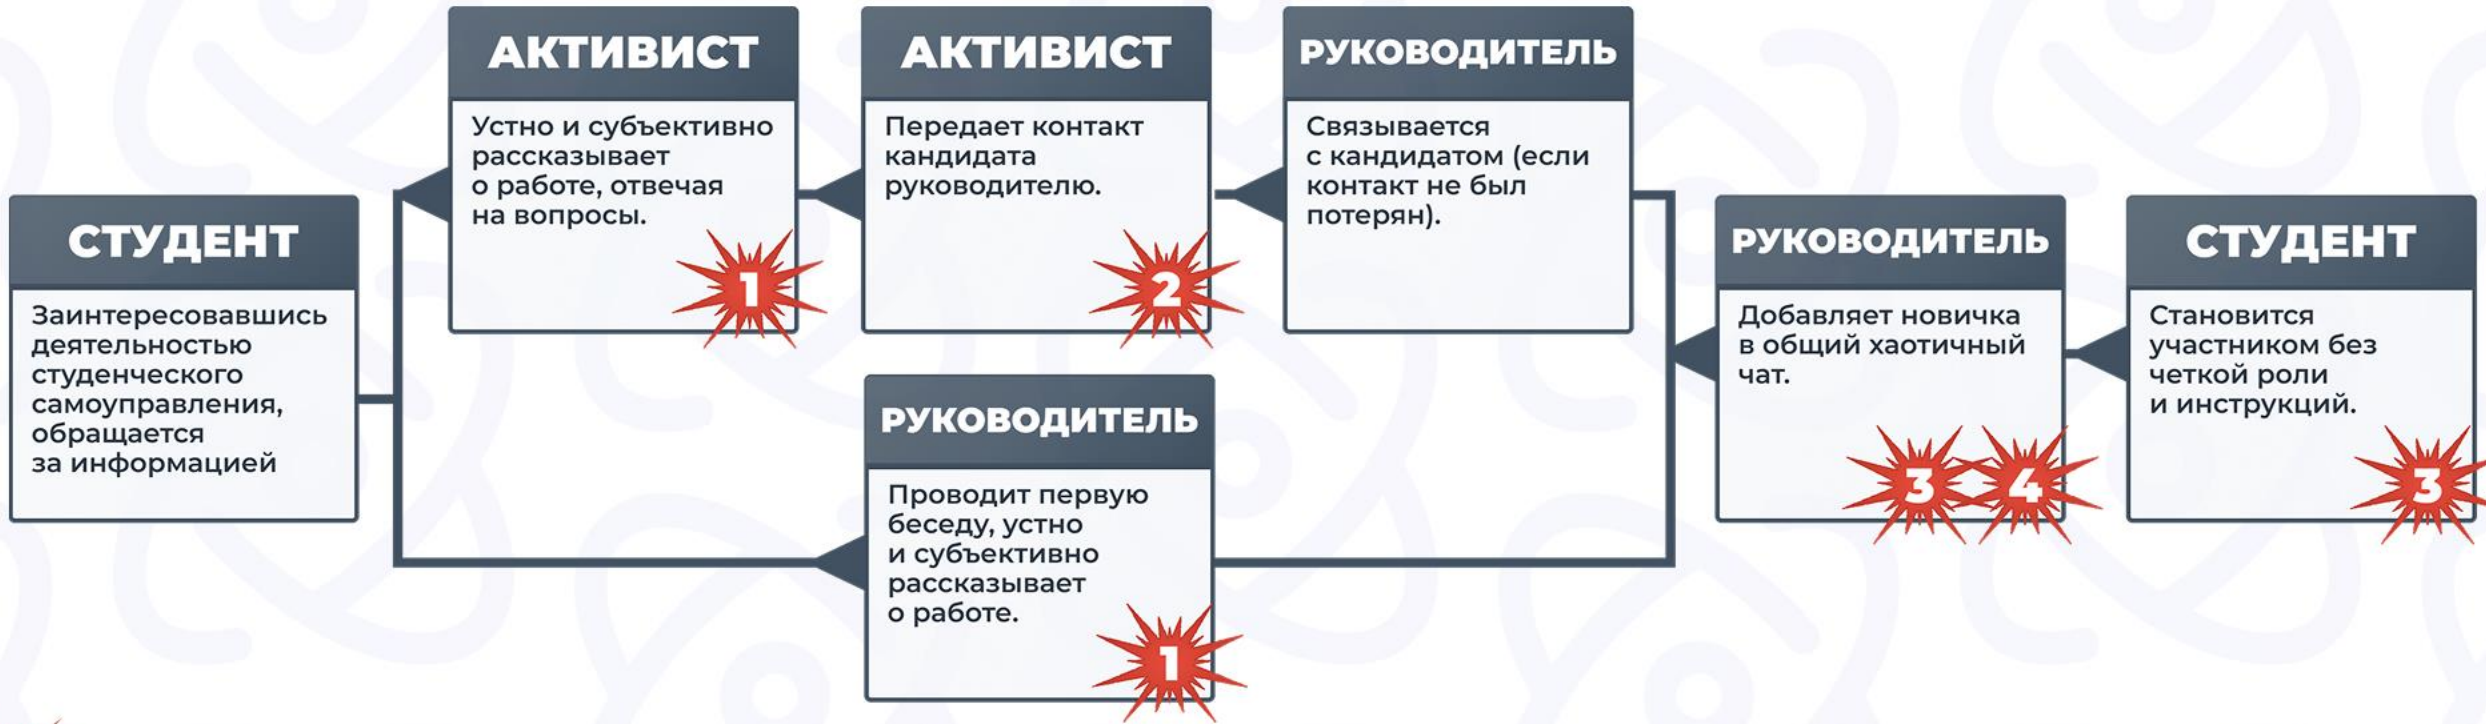 СТУДЕНТ
Заинтересовавшись
деятельностью
студенческого
самоуправления,
обращается
за информацией
АКТИВИСТ
Устно и субъективно
рассказывает
о работе, отвечая
на вопросы.
1
АКТИВИСТ
Передает контакт
кандидата
руководителю.
2
РУКОВОДИТЕЛЬ
Связывается
с кандидатом (если
контакт не был
потерян).
РУКОВОДИТЕЛЬ
Проводит первую
беседу, устно
и субъективно
рассказывает
о работе.
1
РУКОВОДИТЕЛЬ
Добавляет новичка
в общий хаотичный
чат.
3 4
СТУДЕНТ
Становится
участником без
четкой роли
и инструкций.
3